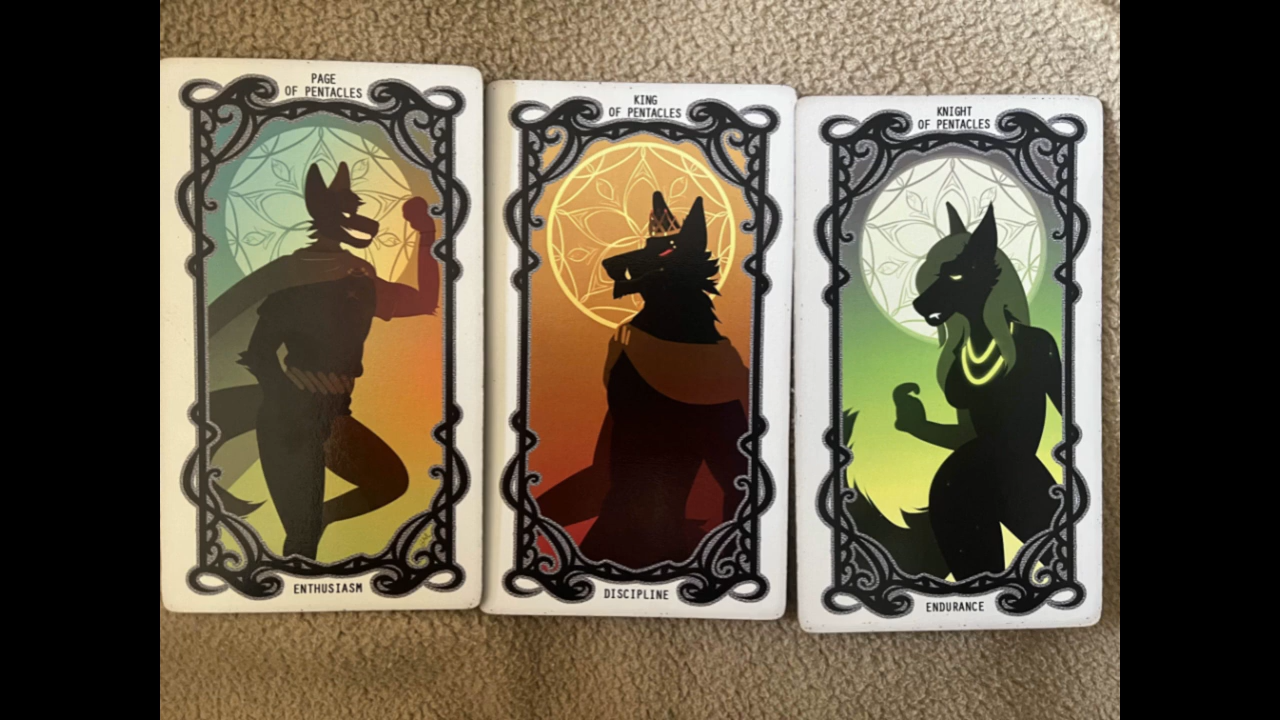 PAGE
OF PENTACLES
ENTHUSIASM
KING
OF PENTACLES
DISCIPLINE
KNIGHT
OF PENTACLES
ENDURANCE